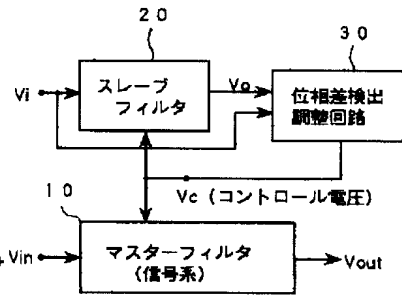 20
30
Vi
スレーブ
フィルタ
Vo
位相差検出
調整回路
10
Vc (コントロール電圧)
Vin
マスターフィルタ
(信号系)
Vout